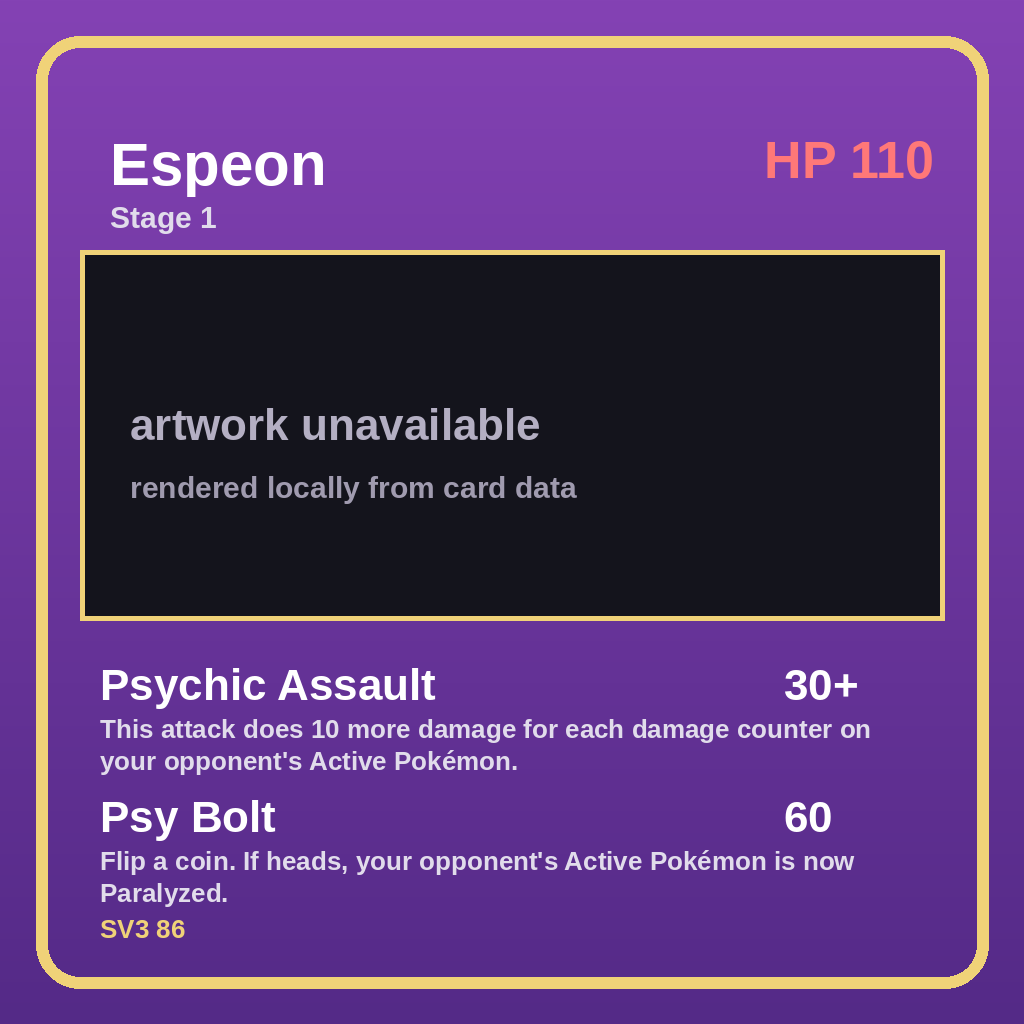 Espeon
HP 110
Stage 1
artwork unavailable
rendered locally from card data
Psychic Assault
30+
This attack does 10 more damage for each damage counter on
your opponent's Active Pokémon.
Psy Bolt
60
Flip a coin. If heads, your opponent's Active Pokémon is now
Paralyzed.
SV3 86